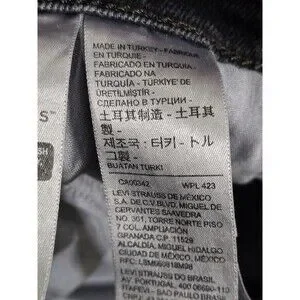 MADE IN TURKEY - FABRIQUÉ
EN TURQUIE -
FABRICADO EN TURQUÍA -
FABRICADO NA
TURQUIA - TÜRKİYE'DE
ÜRETİLMİŞTİR -
СДЕЛАНО В ТУРЦИИ -
土耳其制造 - 土耳其
製 -
제조국: 터키 - トル
コ製 -
BUATAN TURKI
CA00342 WPL 423
LEVI STRAUSS DE MÉXICO
S.A. DE C.V. BLVD. MIGUEL DE
CERVANTES SAAVEDRA
NO. 301, TORRE NORTE PISO
7 COL. AMPLIACIÓN
GRANADA C.P. 11529
ALCALDÍA MIGUEL HIDALGO
CIUDAD DE MÉXICO, MÉXICO
LEVI STRAUSS DO BRASIL
S™